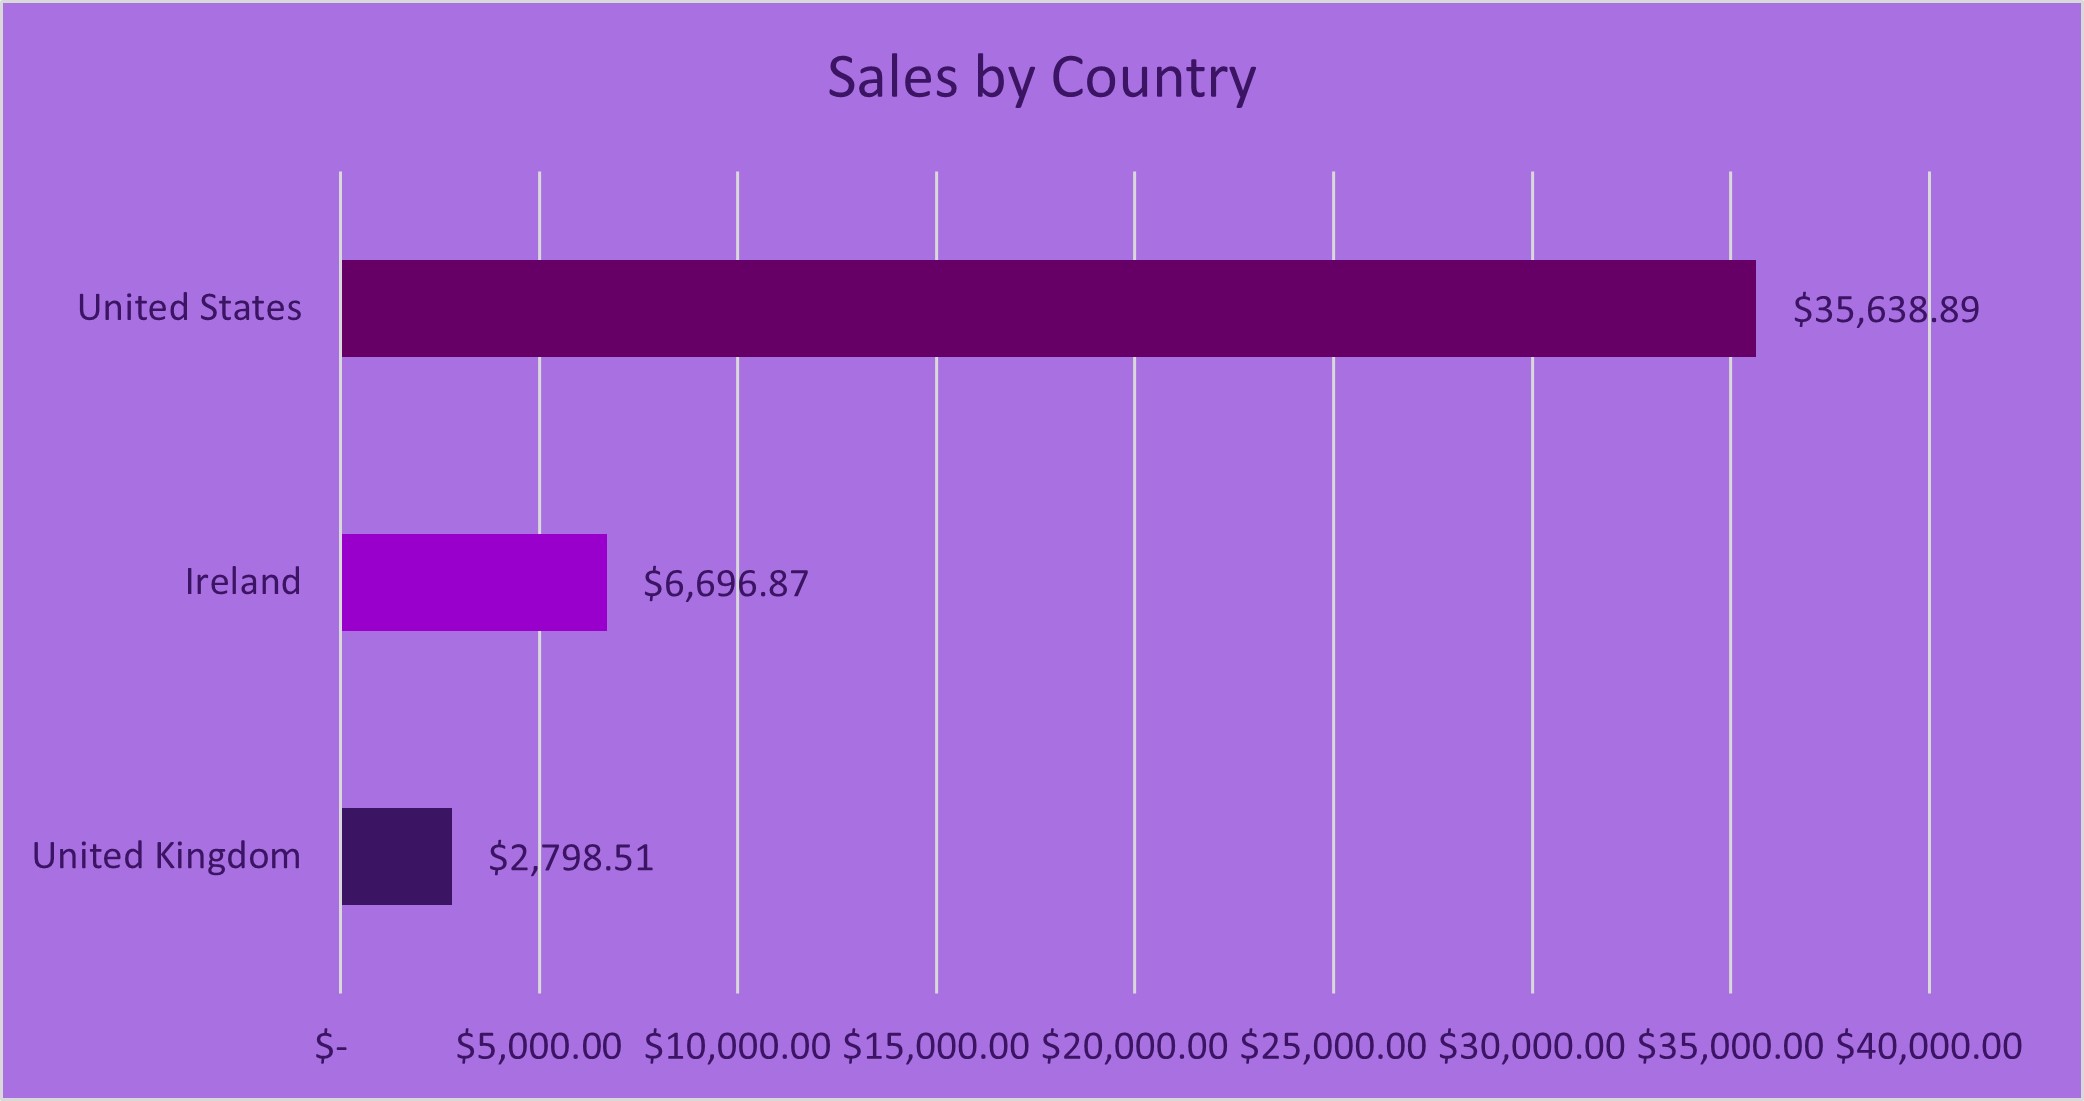 Sales by Country
United States
$35,638.89
Ireland
$6,696.87
United Kingdom
$2,798.51
$- $5,000.00 $10,000.00 $15,000.00 $20,000.00 $25,000.00 $30,000.00 $35,000.00 $40,000.00